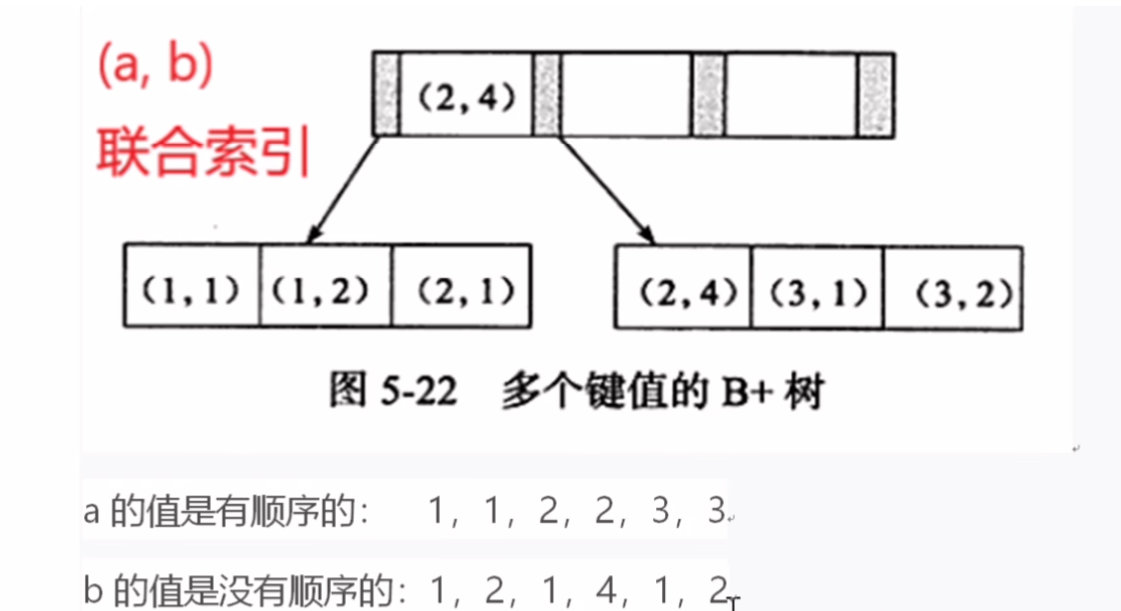 (a, b)
联合索引
(2,4)
(1,1) (1,2) (2,1) (2,4) (3,1) (3,2)
图 5-22 多个键值的 B+ 树
a 的值是有顺序的： 1，1，2，2，3，3
b 的值是没有顺序的：1，2，1，4，1，2